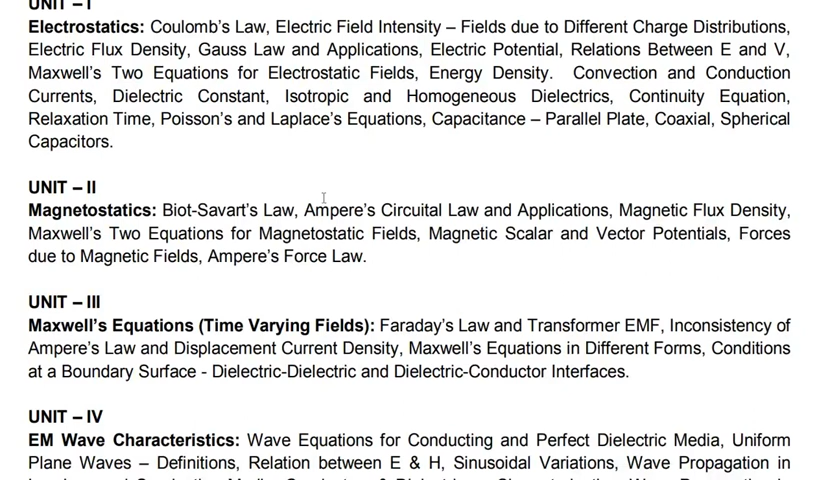 UNIT – I
Electrostatics: Coulomb's Law, Electric Field Intensity – Fields due to Different Charge Distributions,
Electric Flux Density, Gauss Law and Applications, Electric Potential, Relations Between E and V,
Maxwell's Two Equations for Electrostatic Fields, Energy Density. Convection and Conduction
Currents, Dielectric Constant, Isotropic and Homogeneous Dielectrics, Continuity Equation,
Relaxation Time, Poisson's and Laplace's Equations, Capacitance – Parallel Plate, Coaxial, Spherical
Capacitors.
UNIT – II
Magnetostatics: Biot-Savart's Law, Ampere's Circuital Law and Applications, Magnetic Flux Density,
Maxwell's Two Equations for Magnetostatic Fields, Magnetic Scalar and Vector Potentials, Forces
due to Magnetic Fields, Ampere's Force Law.
UNIT – III
Maxwell's Equations (Time Varying Fields): Faraday's Law and Transformer EMF, Inconsistency of
Ampere's Law and Displacement Current Density, Maxwell's Equations in Different Forms, Conditions
at a Boundary Surface - Dielectric-Dielectric and Dielectric-Conductor Interfaces.
UNIT – IV
EM Wave Characteristics: Wave Equations for Conducting and Perfect Dielectric Media, Uniform
Plane Waves – Definitions, Relation between E & H, Sinusoidal Variations, Wave Propagation in